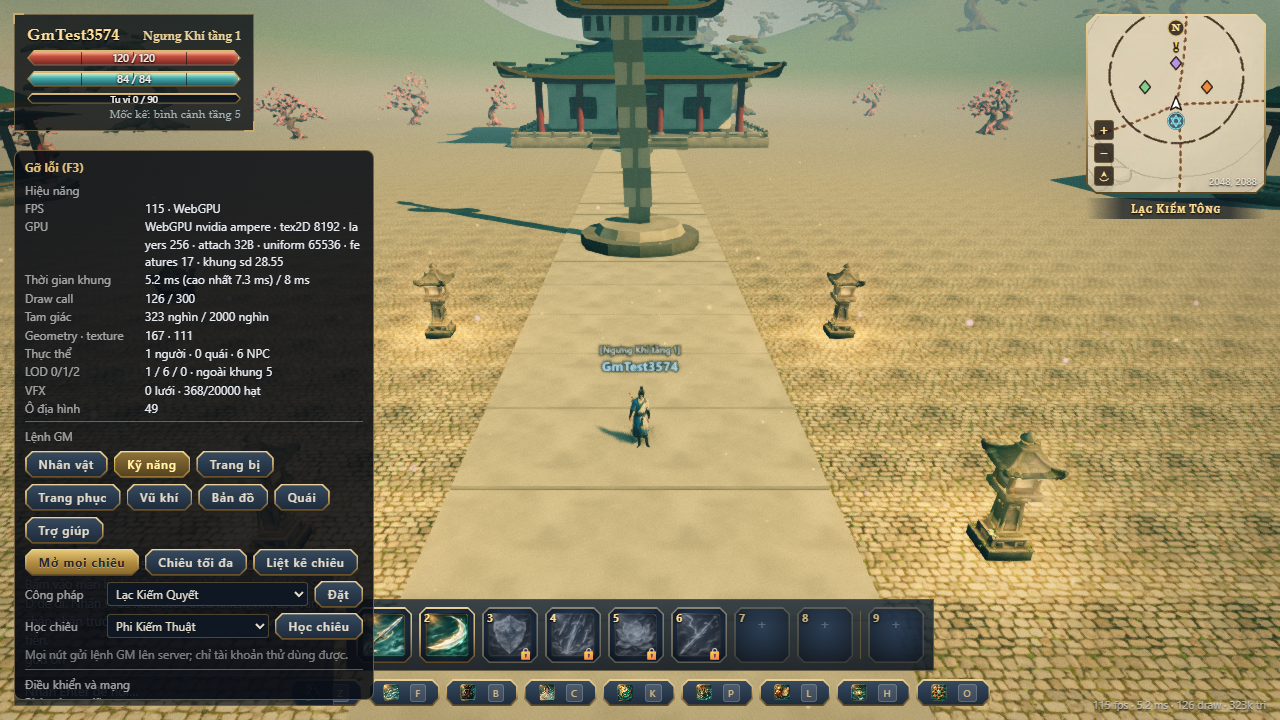 GmTest3574 Ngưng Khí tầng 1
120 / 120
84 / 84
Tu vi 0 / 90
Mốc kế: bình cảnh tầng 5
N
2048, 2088
Lạc Kiếm Tông
Gỡ lỗi (F3)
Hiệu năng
FPS 115 · WebGPU
GPU WebGPU nvidia ampere · tex2D 8192 · la
yers 256 · attach 32B · uniform 65536 · fe
atures 17 · khung sd 28.55
Thời gian khung 5.2 ms (cao nhất 7.3 ms) / 8 ms
Draw call 126 / 300
Tam giác 323 nghìn / 2000 nghìn
Geometry · texture 167 · 111
Thực thể 1 người · 0 quái · 6 NPC
LOD 0/1/2 1 / 6 / 0 · ngoài khung 5
VFX 0 lưới · 368/20000 hạt
Ô địa hình 49
Lệnh GM
Nhân vật Kỹ năng Trang bị
Trang phục Vũ khí Bản đồ Quái
Trợ giúp
Mở mọi chiêu Chiêu tối đa Liệt kê chiêu
Công pháp Lạc Kiếm Quyết Đặt
Học chiêu Phi Kiếm Thuật Học chiêu
Mọi nút gửi lệnh GM lên server; chỉ tài khoản thử dùng được.
Điều khiển và mạng
[Ngưng Khí tầng 1]
GmTest3574
2 3 4 5 6 7 8 9
Z F B C K P L H O
115 fps · 5.2 ms · 126 draw · 323k tri